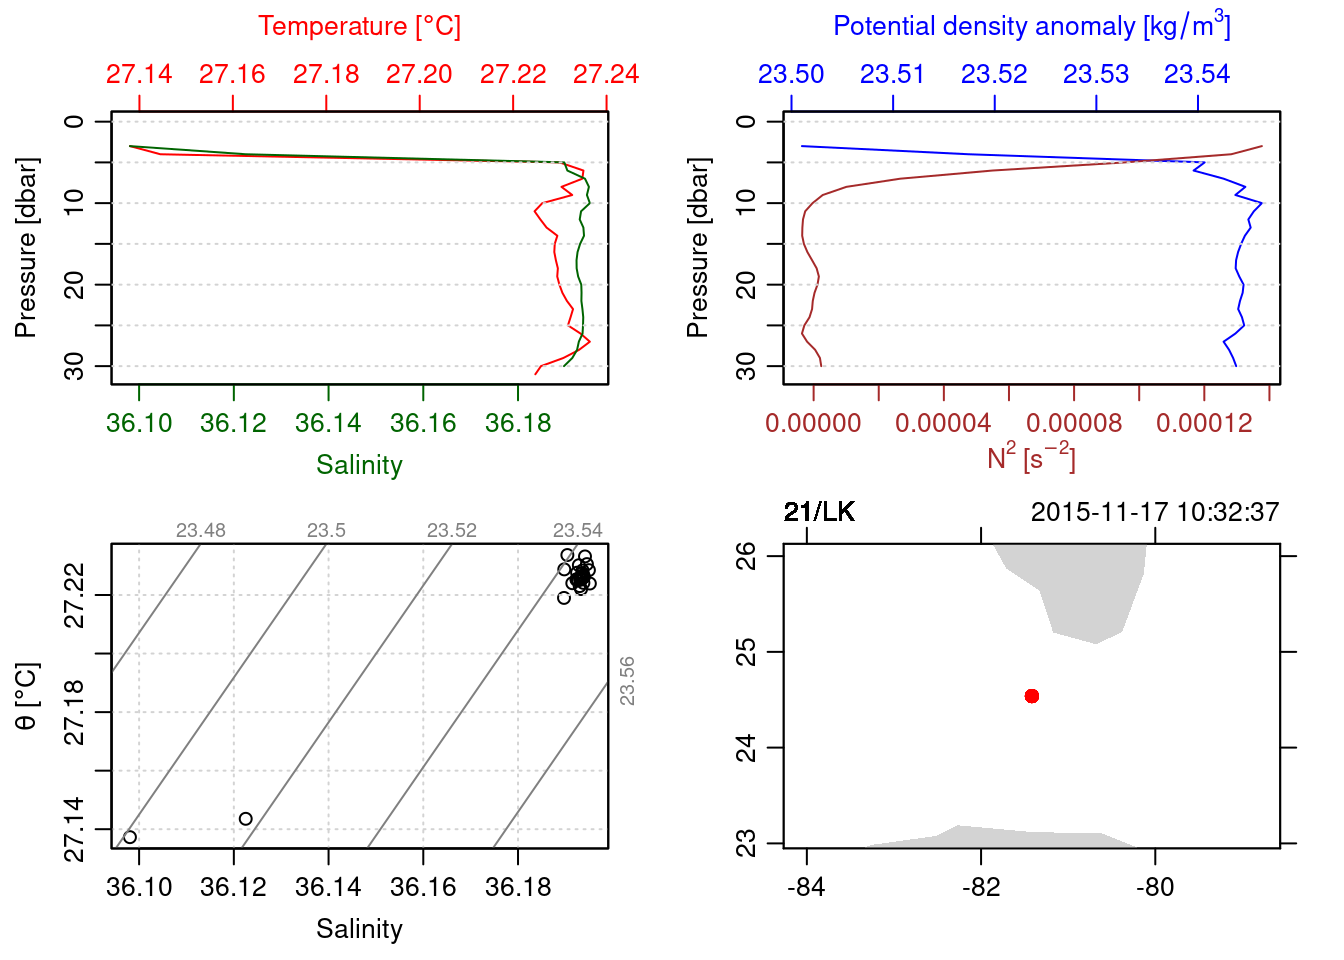 Temperature [°C]
27.14 27.16 27.18 27.20 27.22 27.24
Pressure [dbar]
0
10
20
30
36.10 36.12 36.14 36.16 36.18
Salinity
Potential density anomaly [kg/m³]
23.50 23.51 23.52 23.53 23.54
Pressure [dbar]
0
10
20
30
0.00000 0.00004 0.00008 0.00012
N² [s⁻²]
23.48 23.5 23.52 23.54
23.56
θ [°C]
27.22
27.18
27.14
36.10 36.12 36.14 36.16 36.18
Salinity
21/LK 2015-11-17 10:32:37
26
25
24
23
-84 -82 -80